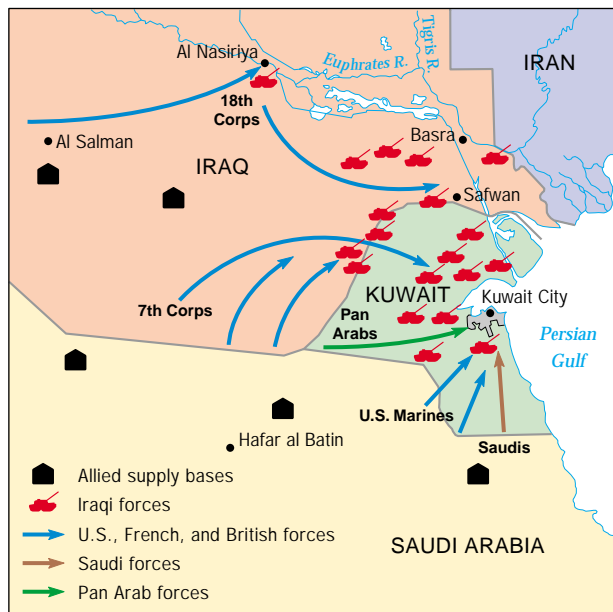 Al Nasiriya
Euphrates R.
Tigris R.
IRAN
18th
Corps
Al Salman
Basra
IRAQ
Safwan
7th Corps
KUWAIT
Kuwait City
Pan
Arabs
Persian
Gulf
U.S. Marines
Saudis
Hafar al Batin
Allied supply bases
Iraqi forces
U.S., French, and British forces
Saudi forces
Pan Arab forces
SAUDI ARABIA